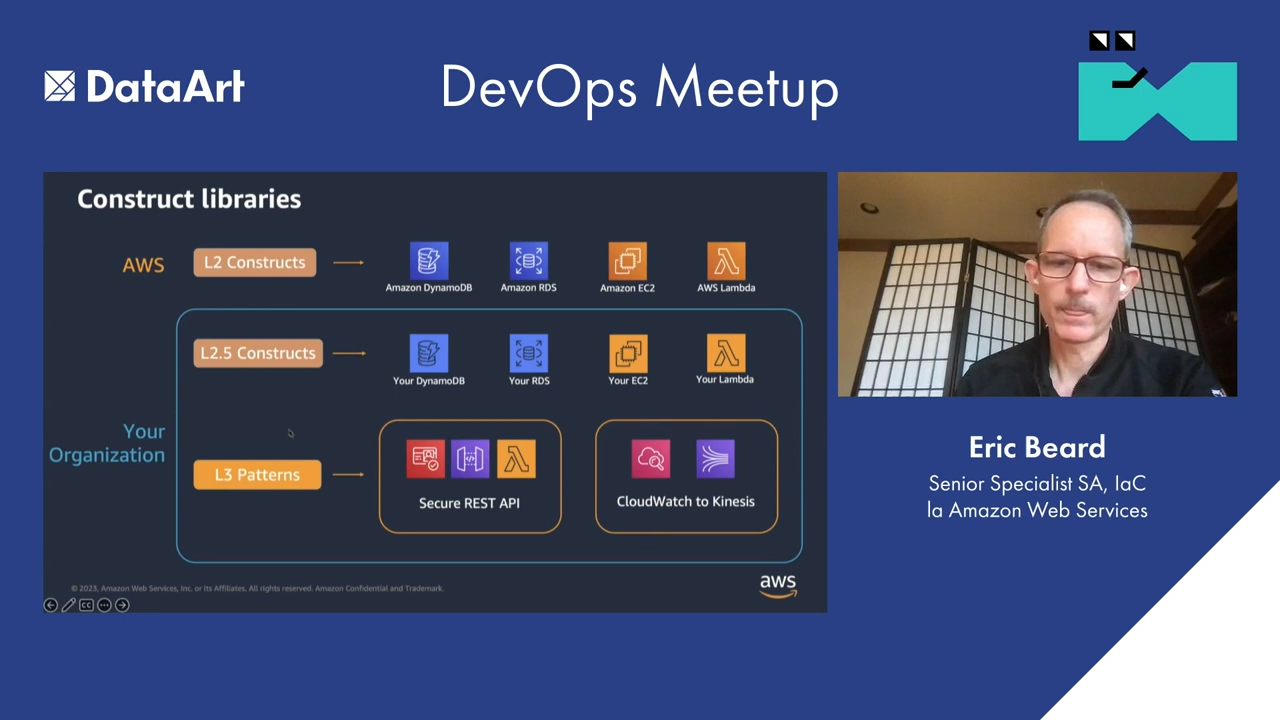 DataArt
DevOps Meetup
Construct libraries
AWS
L2 Constructs
Amazon DynamoDB
Amazon RDS
Amazon EC2
AWS Lambda
L2.5 Constructs
Your DynamoDB
Your RDS
Your EC2
Your Lambda
Your
Organization
L3 Patterns
Secure REST API
CloudWatch to Kinesis
© 2023, Amazon Web Services, Inc. or its Affiliates. All rights reserved. Amazon Confidential and Trademark.
aws
CC
Eric Beard
Senior Specialist SA, IaC
la Amazon Web Services